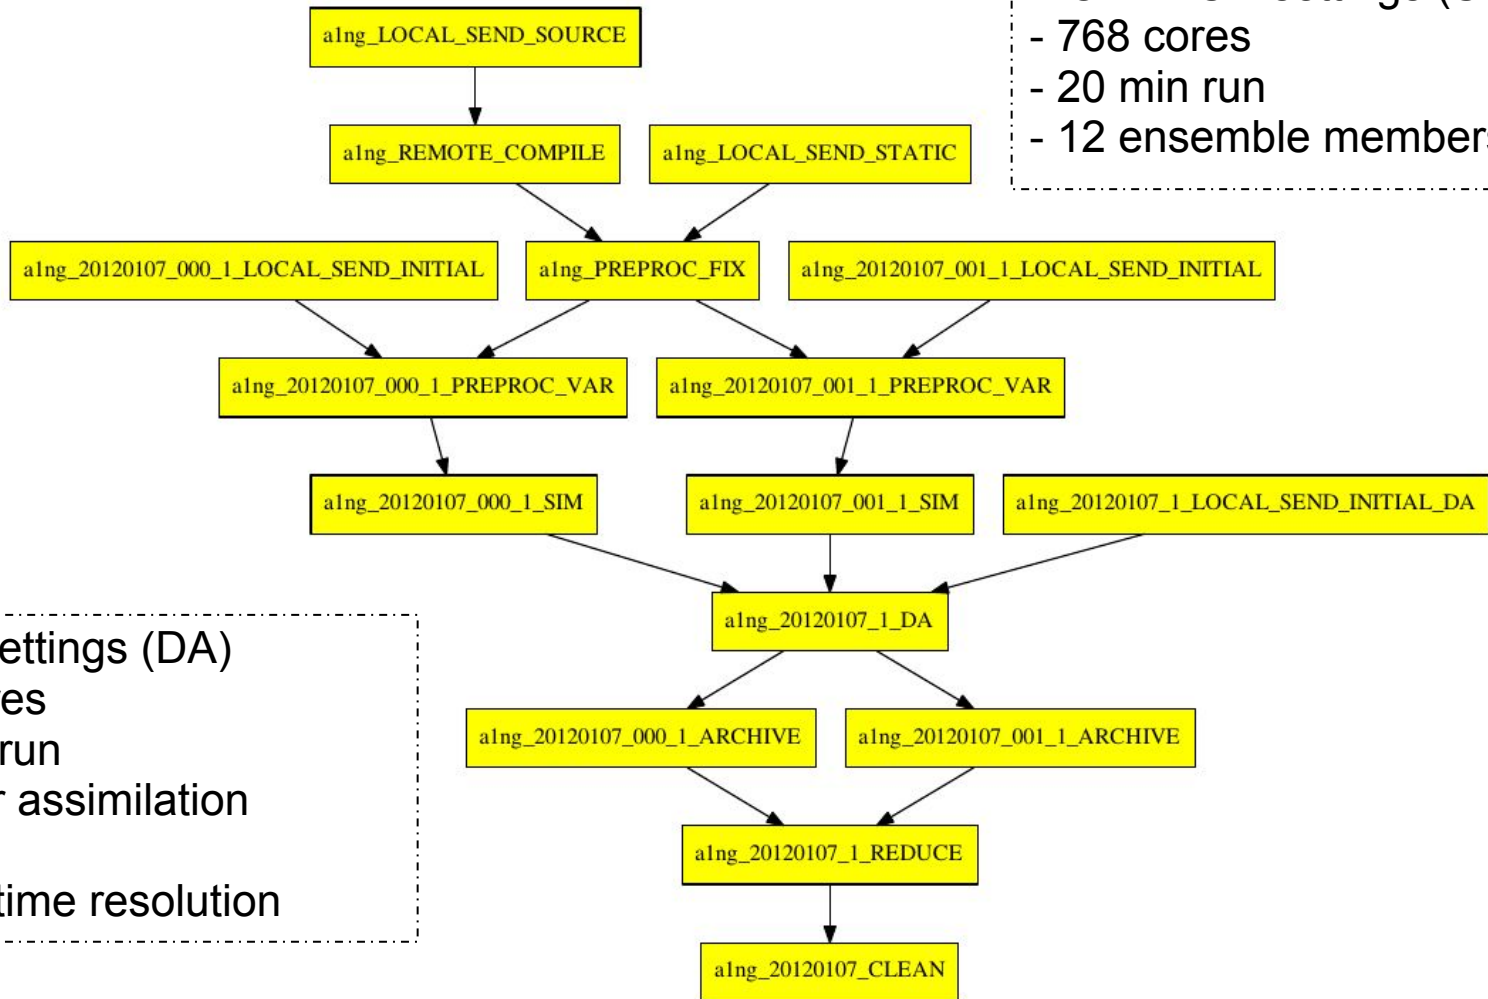 a1ng_LOCAL_SEND_SOURCE
- 768 cores
- 20 min run
- 12 ensemble members
a1ng_REMOTE_COMPILE
a1ng_LOCAL_SEND_STATIC
a1ng_20120107_000_1_LOCAL_SEND_INITIAL
a1ng_PREPROC_FIX
a1ng_20120107_001_1_LOCAL_SEND_INITIAL
a1ng_20120107_000_1_PREPROC_VAR
a1ng_20120107_001_1_PREPROC_VAR
a1ng_20120107_000_1_SIM
a1ng_20120107_001_1_SIM
a1ng_20120107_1_LOCAL_SEND_INITIAL_DA
a1ng_20120107_1_DA
ettings (DA)
es
run
r assimilation
time resolution
a1ng_20120107_000_1_ARCHIVE
a1ng_20120107_001_1_ARCHIVE
a1ng_20120107_1_REDUCE
a1ng_20120107_CLEAN